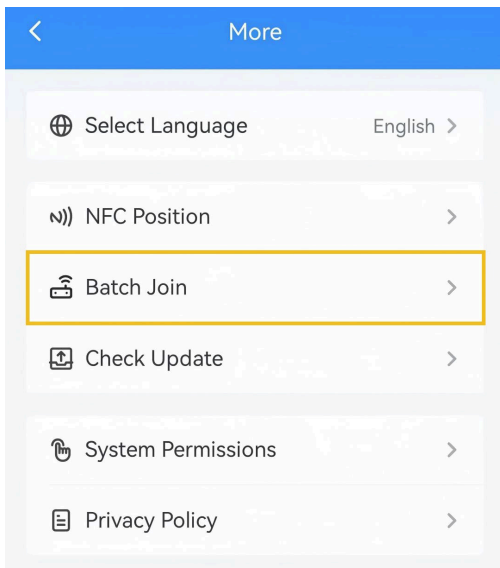 More
Select Language English
NFC Position
Batch Join
Check Update
System Permissions
Privacy Policy